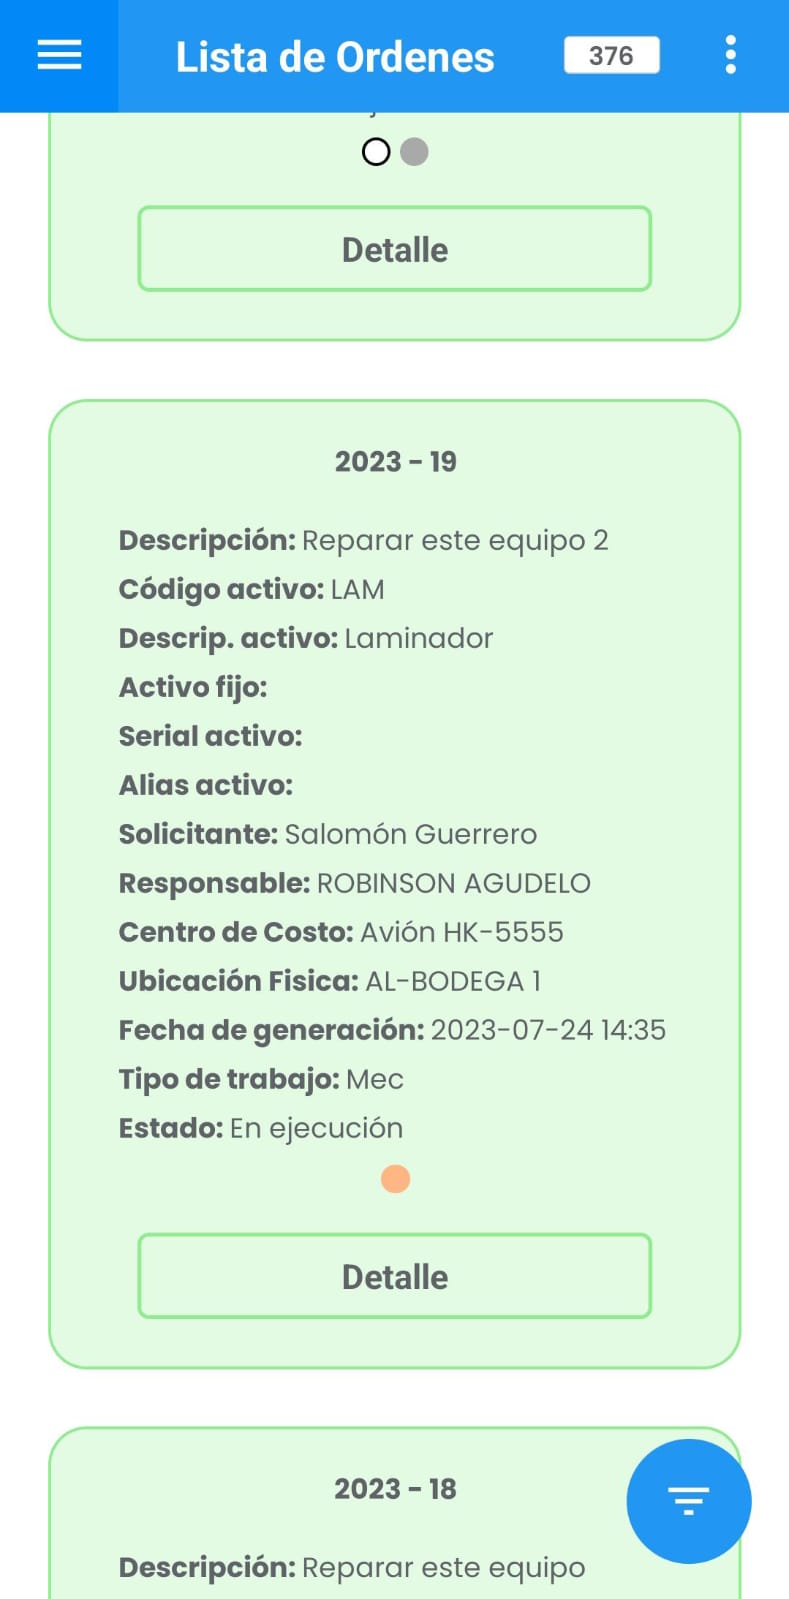 Lista de Ordenes
376
Detalle
2023 - 19
Descripción: Reparar este equipo 2
Código activo: LAM
Descrip. activo: Laminador
Activo fijo:
Serial activo:
Alias activo:
Solicitante: Salomón Guerrero
Responsable: ROBINSON AGUDELO
Centro de Costo: Avión HK-5555
Ubicación Fisica: AL-BODEGA 1
Fecha de generación: 2023-07-24 14:35
Tipo de trabajo: Mec
Estado: En ejecución
Detalle
2023 - 18
Descripción: Reparar este equipo